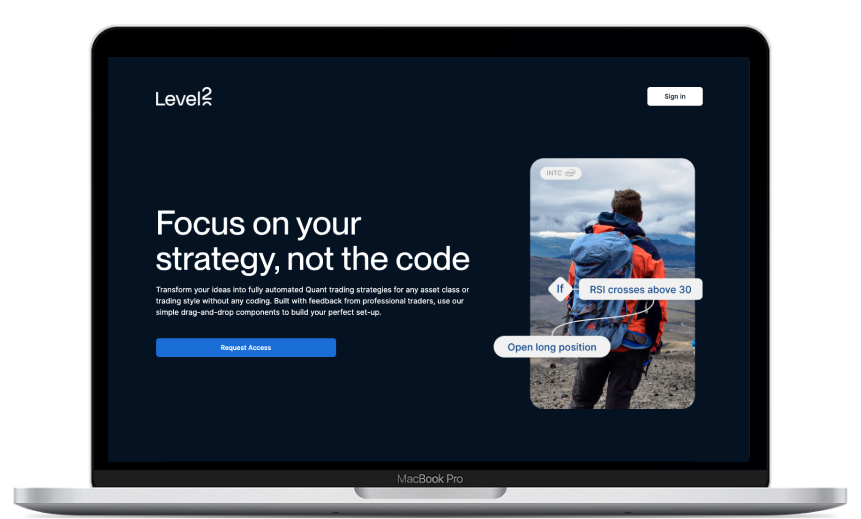 Level2
Sign in
INTC
Focus on your
strategy, not the code
Transform your ideas into fully automated Quant trading strategies for any asset class or
trading style without any coding. Built with feedback from professional traders, use our
simple drag-and-drop components to build your perfect set-up.
If
RSI crosses above 30
Open long position
Request Access
MacBook Pro